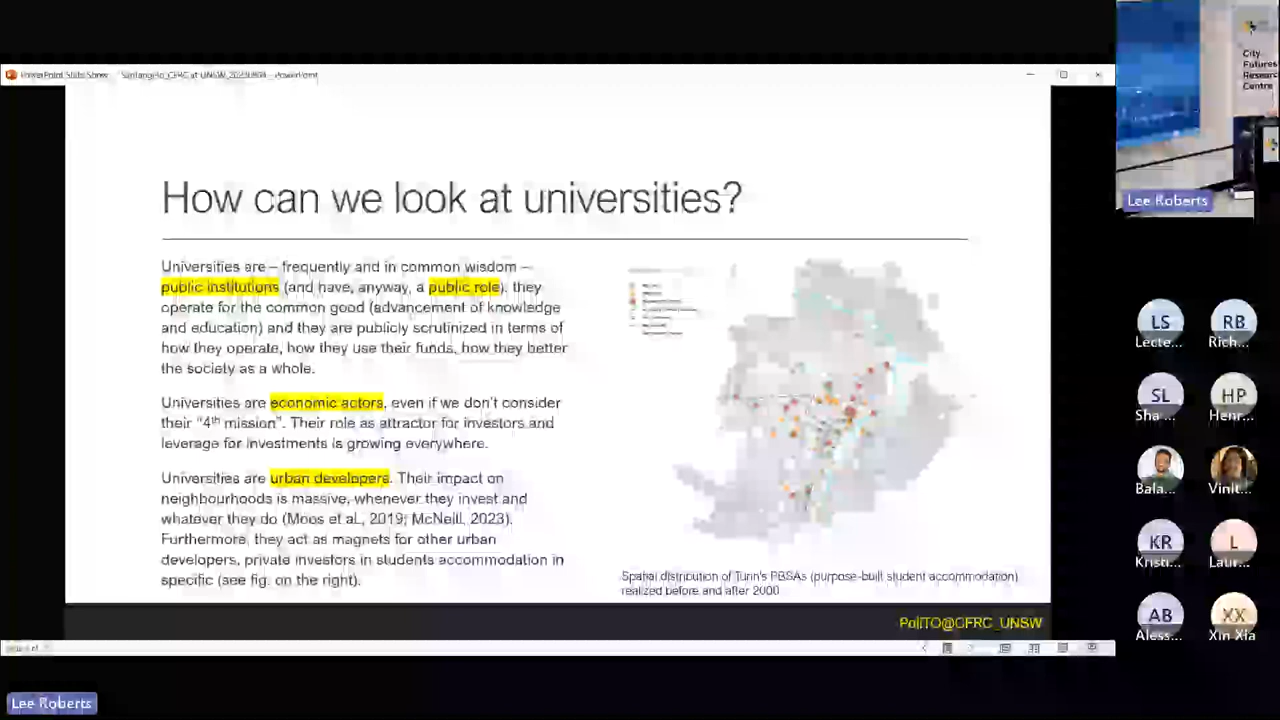 PowerPoint Slide Show
PowerPoint
How can we look at universities?
Universities are – frequently and in common wisdom –
public institutions (and have, anyway, a public role). they
operate for the common good (advancement of knowledge
and education) and they are publicly scrutinized in terms of
how they operate, how they use their funds, how they better
the society as a whole.
Universities are economic actors, even if we don't consider
their "4th mission". Their role as attractor for investors and
leverage for investments is growing everywhere.
Universities are urban developers. Their impact on
neighbourhoods is massive, whenever they invest and
whatever they do (Moos et al., 2019; McNeill, 2023).
Furthermore, they act as magnets for other urban
developers, private investors in students accommodation in
specific (see fig. on the right).
Spatial distribution of Turin's PBSAs (purpose-built student accommodation)
realized before and after 2000
PoliTO@CFRC_UNSW
City
Futures
Researc
Centre
Lee Roberts
LS
RB
Lecte...
Rich...
SL
HP
Sha...
Henr...
Bala...
Vinit...
KR
L
Kristi...
Laur...
AB
XX
Aless...
Xin Xia
Lee Roberts